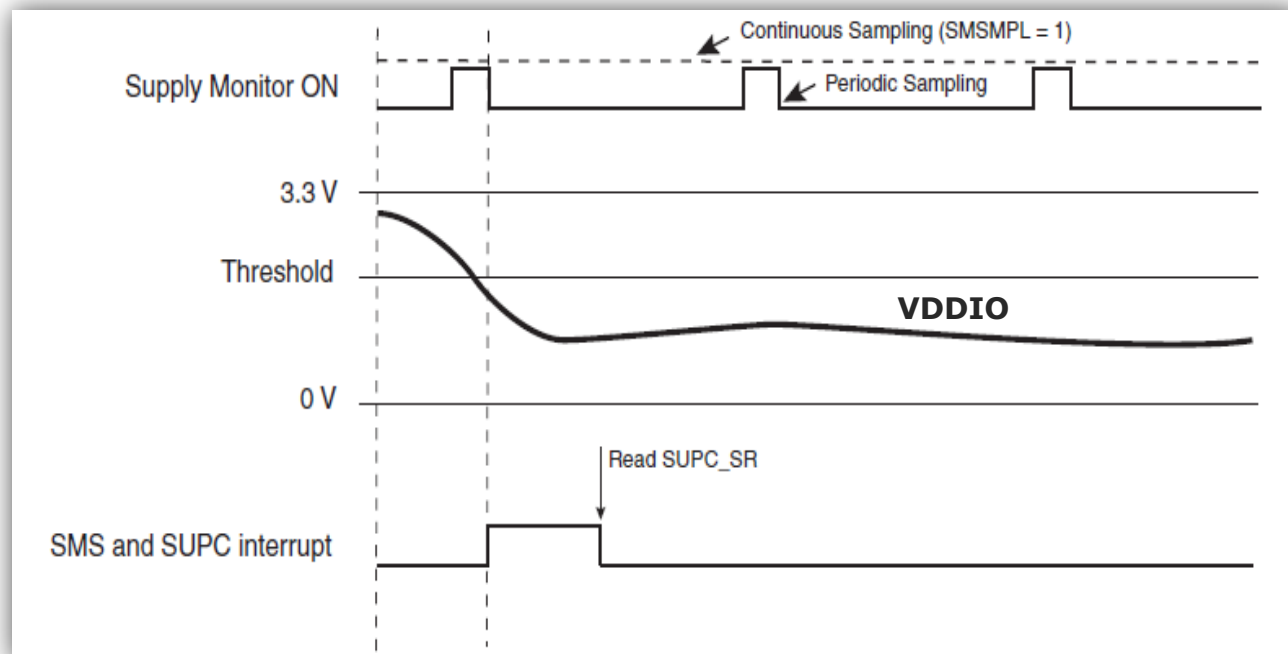 Continuous Sampling (SMSMPL = 1)
Supply Monitor ON
Periodic Sampling
3.3 V
Threshold
VDDIO
0 V
Read SUPC_SR
SMS and SUPC interrupt